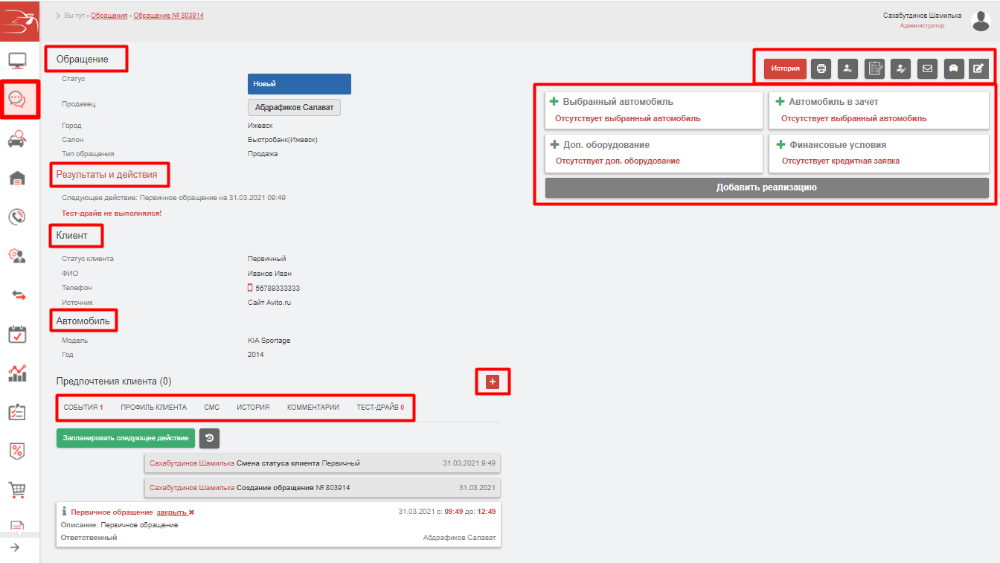 Вы тут - Обращения - Обращение № 803914
Сахабутдинов Шамилька
Администратор
Обращение
Статус Новый
Продавец Абдрафиков Салават
Город Ижевск
Салон Быстробанк(Ижевск)
Тип обращения Продажа
Результаты и действия
Следующее действие: Первичное обращение на 31.03.2021 09:49
Тест-драйв не выполнялся!
Клиент
Статус клиента Первичный
ФИО Иванов Иван
Телефон 56789333333
Источник Сайт Avito.ru
Автомобиль
Модель KIA Sportage
Год 2014
Предпочтения клиента (0) +
СОБЫТИЯ 1 ПРОФИЛЬ КЛИЕНТА СМС ИСТОРИЯ КОММЕНТАРИИ ТЕСТ-ДРАЙВ 0
Запланировать следующее действие
Сахабутдинов Шамилька Смена статуса клиента Первичный 31.03.2021 9:49
Сахабутдинов Шамилька Создание обращения № 803914 31.03.2021
Первичное обращение закрыть 31.03.2021 с: 09:49 до: 12:49
Описание: Первичное обращение
Ответственный Абдрафиков Салават
История
Выбранный автомобиль
Отсутствует выбранный автомобиль
Автомобиль в зачет
Отсутствует выбранный автомобиль
Доп. оборудование
Отсутствует доп. оборудование
Финансовые условия
Отсутствует кредитная заявка
Добавить реализацию